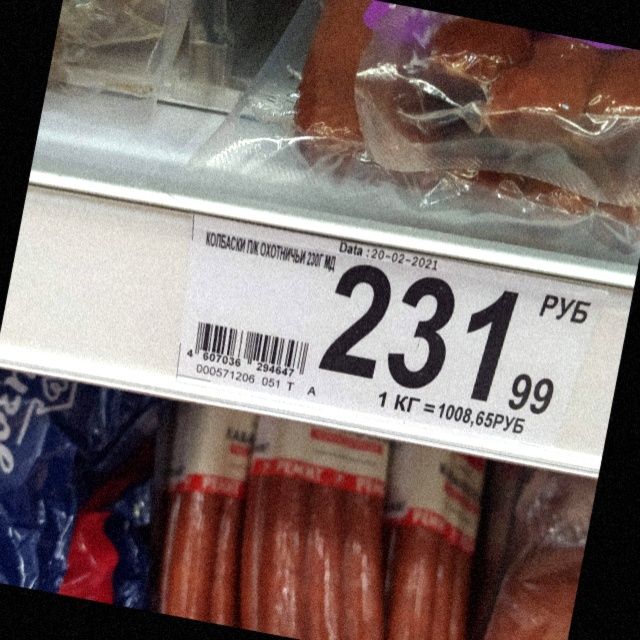 КОЛБАСКИ ПК ОХОТНИЧЬИ 230Г МД
Data : 20-02-2021
231 99
РУБ
4 607036 294647
000571206 051 T A
1 КГ = 1008,65РУБ